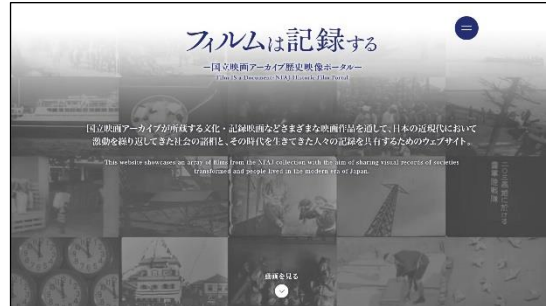 フィルムは記録する
ー国立映画アーカイブ歴史映像ポータルー
Film Is a Document: NFAJ Historic Film Portal
国立映画アーカイブが所蔵する文化・記録映画などさまざまな映画作品を通して、日本の近現代において
激動を繰り返してきた社会の諸相と、その時代を生きてきた人々の記録を共有するためのウェブサイト。
This website showcases an array of films from the NFAJ collection with the aim of sharing visual records of societies
transformed and people lived in the modern era of Japan.
動画を見る